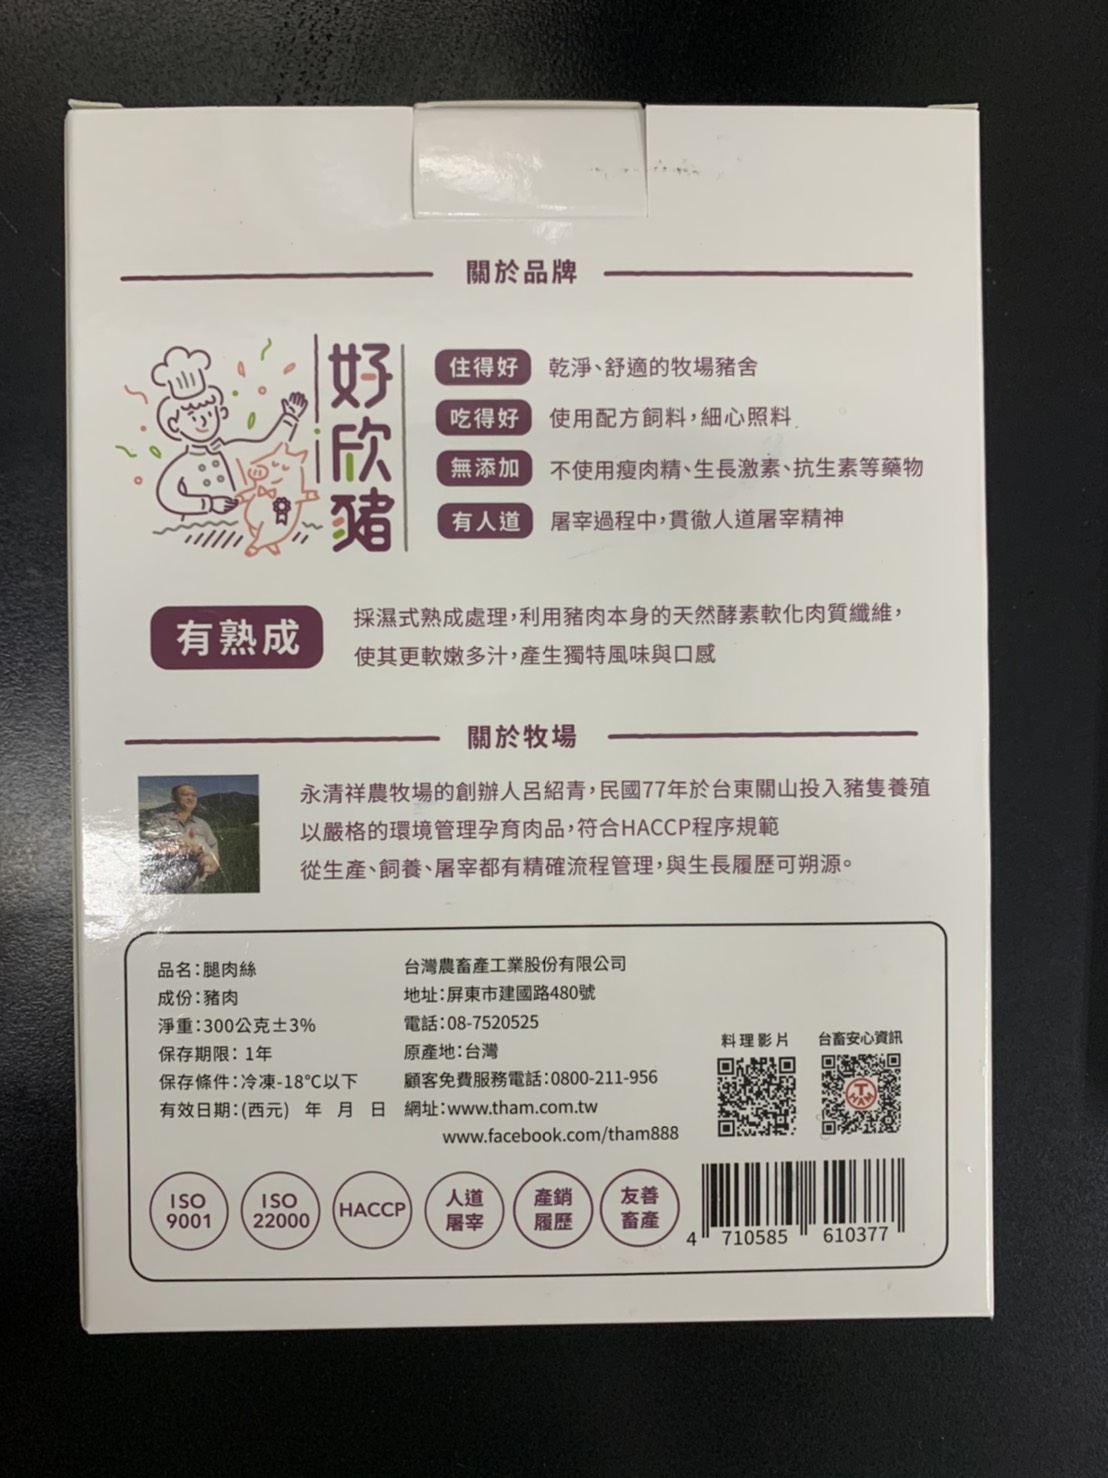 關於品牌
好欣豬
住得好 乾淨、舒適的牧場豬舍
吃得好 使用配方飼料，細心照料
無添加 不使用瘦肉精、生長激素、抗生素等藥物
有人道 屠宰過程中，貫徹人道屠宰精神
有熟成
採濕式熟成處理，利用豬肉本身的天然酵素軟化肉質纖維，
使其更軟嫩多汁，產生獨特風味與口感
關於牧場
永清祥農牧場的創辦人呂紹青，民國77年於台東關山投入豬隻養殖
以嚴格的環境管理孕育肉品，符合HACCP程序規範
從生產、飼養、屠宰都有精確流程管理，與生長履歷可朔源。
品名：腿肉絲
成份：豬肉
淨重：300公克±3%
保存期限：1年
保存條件：冷凍-18°C以下
有效日期：(西元) 年 月 日
台灣農畜產工業股份有限公司
地址：屏東市建國路480號
電話：08-7520525
原產地：台灣
顧客免費服務電話：0800-211-956
網址：www.tham.com.tw
www.facebook.com/tham888
料理影片
台畜安心資訊
THAM
ISO
9001
ISO
22000
HACCP
人道
屠宰
產銷
履歷
友善
畜產
4 710585 610377